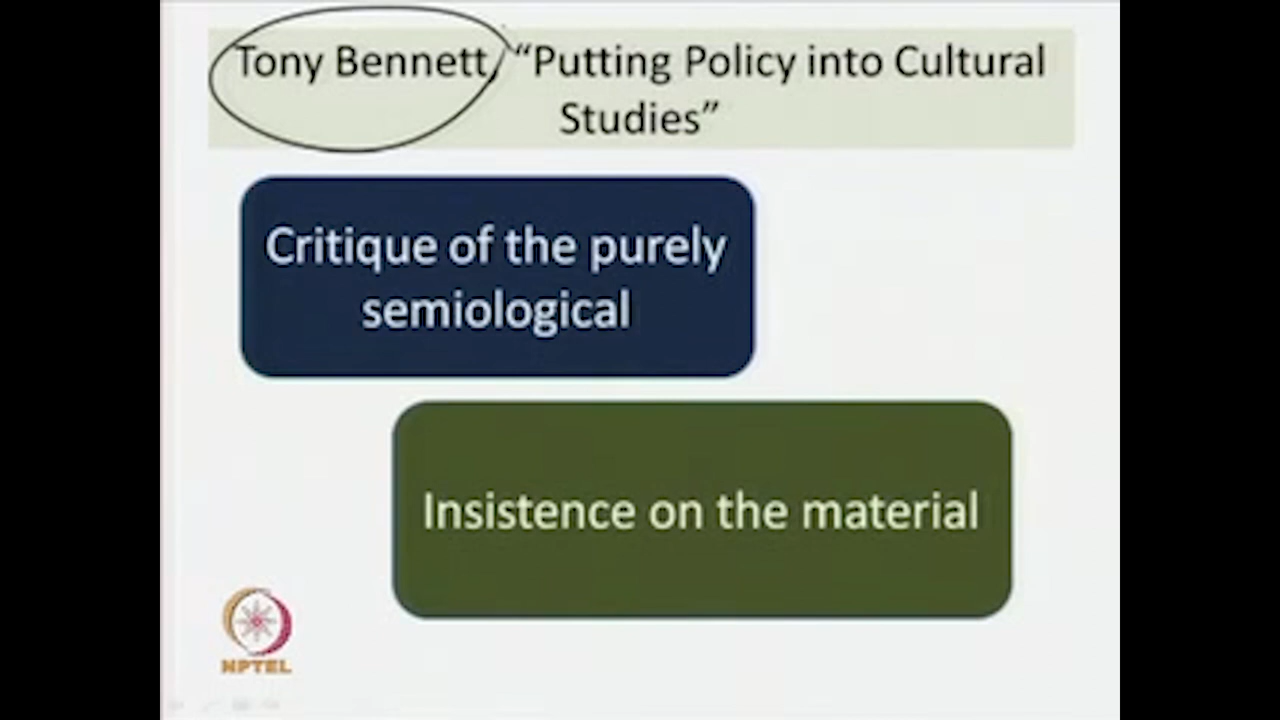 Tony Bennett, “Putting Policy into Cultural
Studies”
Critique of the purely
semiological
Insistence on the material
NPTEL